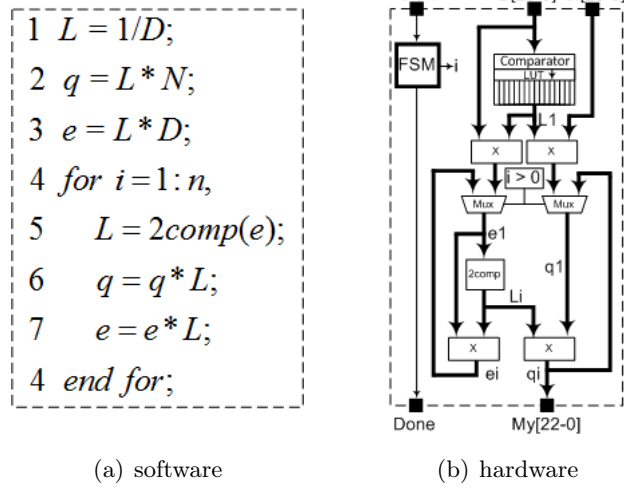 1 L = 1/D;
2 q = L * N;
3 e = L * D;
4 for i = 1 : n,
5 L = 2comp(e);
6 q = q * L;
7 e = e * L;
4 end for;
(a) software
FSM
i
Comparator
LUT
L1
x
x
i > 0
Mux
Mux
e1
2comp
q1
Li
x
x
ei
qi
Done
My[22-0]
(b) hardware